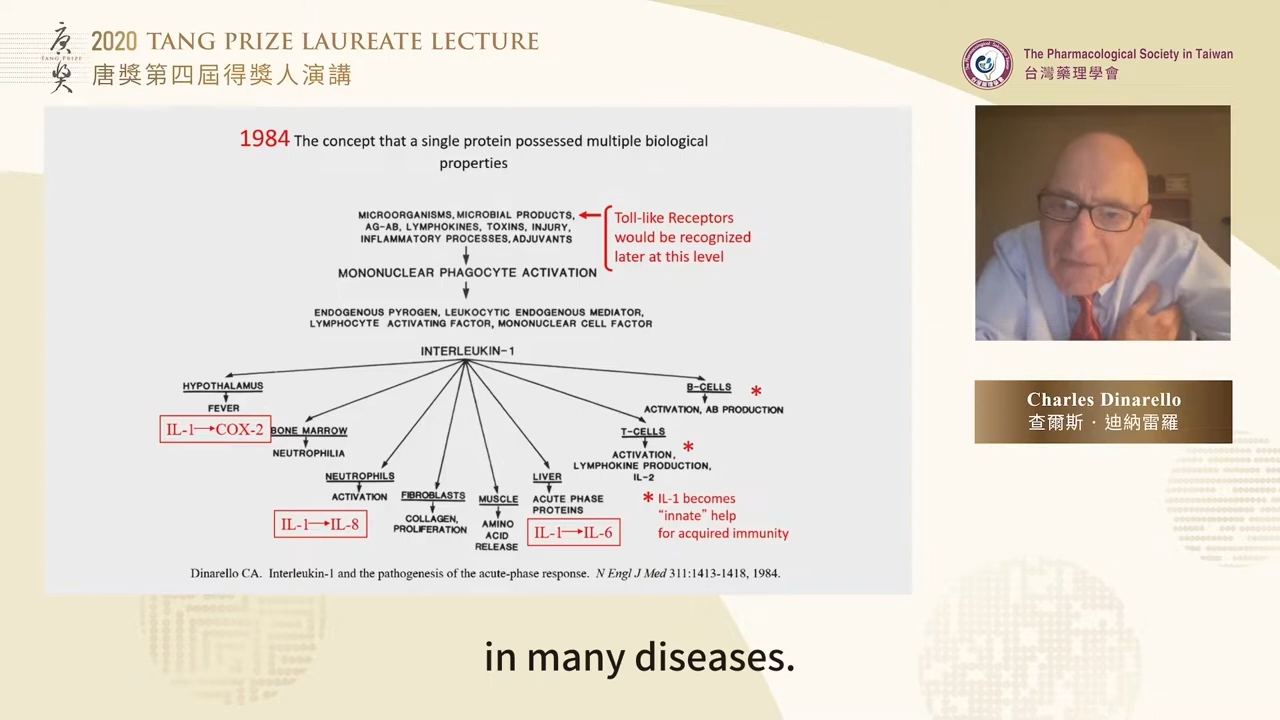 唐獎
TANG PRIZE
2020 TANG PRIZE LAUREATE LECTURE
唐獎第四屆得獎人演講
The Pharmacological Society in Taiwan
台灣藥理學會
1984 The concept that a single protein possessed multiple biological
properties
MICROORGANISMS, MICROBIAL PRODUCTS,
AG-AB, LYMPHOKINES, TOXINS, INJURY,
INFLAMMATORY PROCESSES, ADJUVANTS
Toll-like Receptors
would be recognized
later at this level
MONONUCLEAR PHAGOCYTE ACTIVATION
ENDOGENOUS PYROGEN, LEUKOCYTIC ENDOGENOUS MEDIATOR,
LYMPHOCYTE ACTIVATING FACTOR, MONONUCLEAR CELL FACTOR
INTERLEUKIN-1
HYPOTHALAMUS
FEVER
IL-1→COX-2
BONE MARROW
NEUTROPHILIA
NEUTROPHILS
ACTIVATION
IL-1→IL-8
FIBROBLASTS
COLLAGEN,
PROLIFERATION
MUSCLE
AMINO
ACID
RELEASE
LIVER
ACUTE PHASE
PROTEINS
IL-1→IL-6
T-CELLS
ACTIVATION, *
LYMPHOKINE PRODUCTION,
IL-2
B-CELLS *
ACTIVATION, AB PRODUCTION
* IL-1 becomes
“innate” help
for acquired immunity
Dinarello CA. Interleukin-1 and the pathogenesis of the acute-phase response. N Engl J Med 311:1413-1418, 1984.
Charles Dinarello
查爾斯．迪納雷羅
in many diseases.